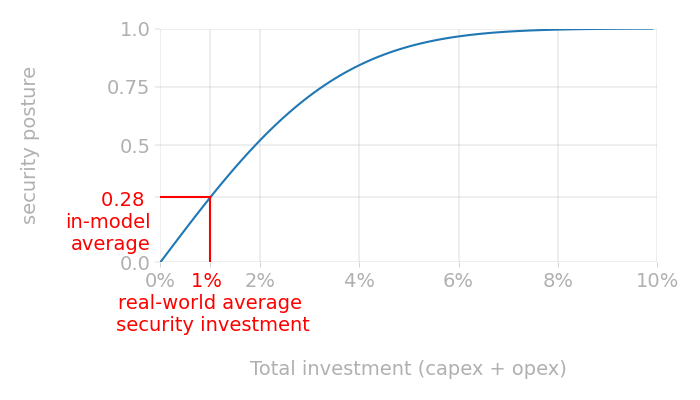 1.0
0.75
security posture
0.5
0.28
in-model
average
0.0
0% 1% 2% 4% 6% 8% 10%
real-world average
security investment
Total investment (capex + opex)